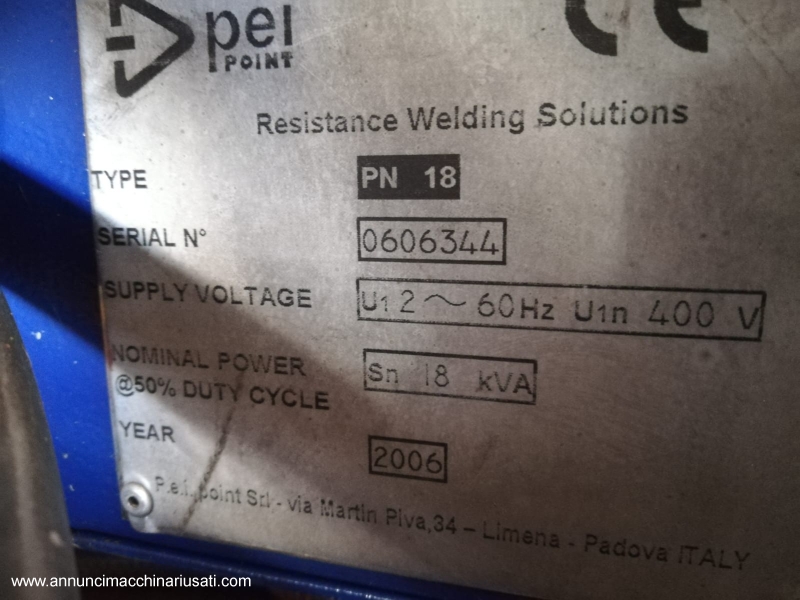 pei
POINT
CE
Resistance Welding Solutions
TYPE PN 18
SERIAL N° 0606344
SUPPLY VOLTAGE U1 2~ 60Hz U1n 400 V
NOMINAL POWER
@50% DUTY CYCLE Sn 18 kVA
YEAR 2006
P.e.i. point Srl - via Martin Piva,34 – Limena - Padova ITALY
www.annuncimacchinariusati.com